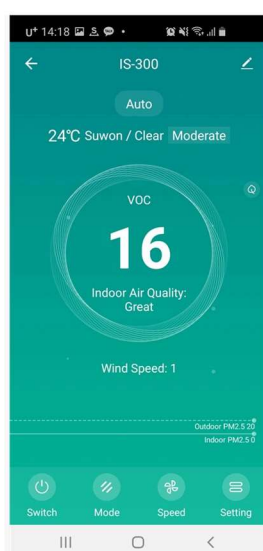 U+ 14:18
IS-300
Auto
24℃ Suwon / Clear Moderate
VOC
16
Indoor Air Quality:
Great
Wind Speed: 1
Outdoor PM2.5 20
Indoor PM2.5 0
Switch Mode Speed Setting